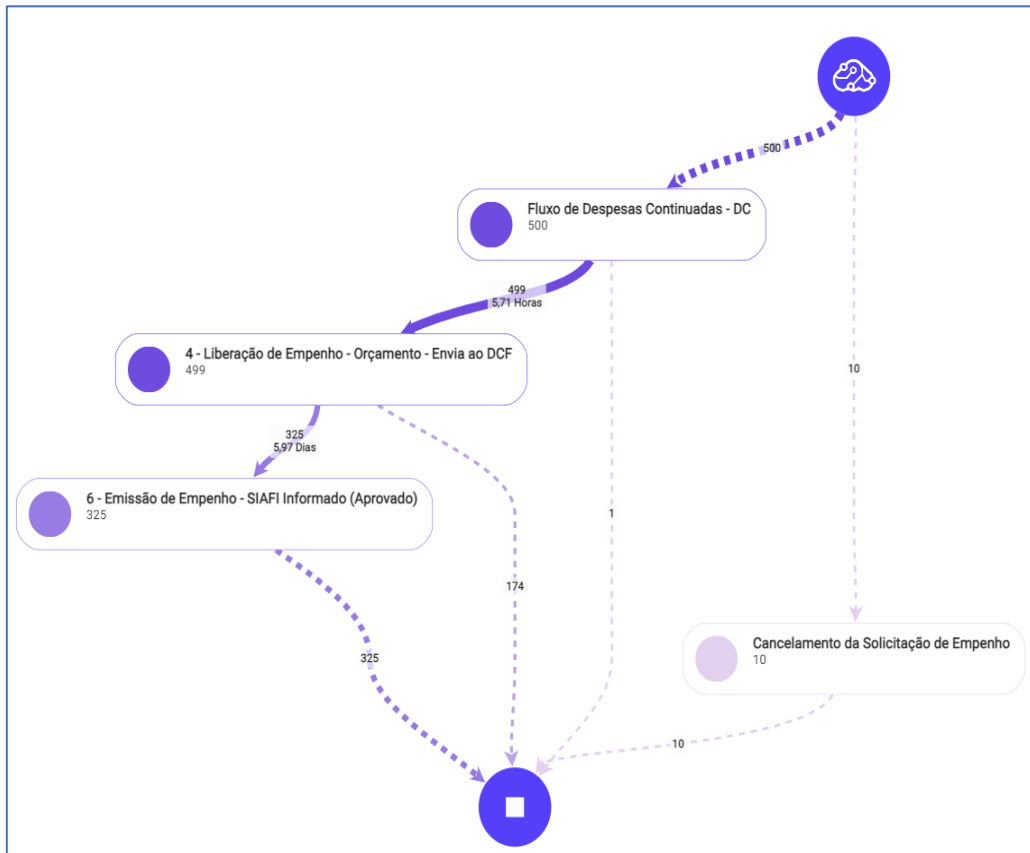 500
Fluxo de Despesas Continuadas - DC
500
499
5,71 Horas
4 - Liberação de Empenho - Orçamento - Envia ao DCF
499
10
325
5,97 Dias
6 - Emissão de Empenho - SIAFI Informado (Aprovado)
325
1
174
Cancelamento da Solicitação de Empenho
10
325
10